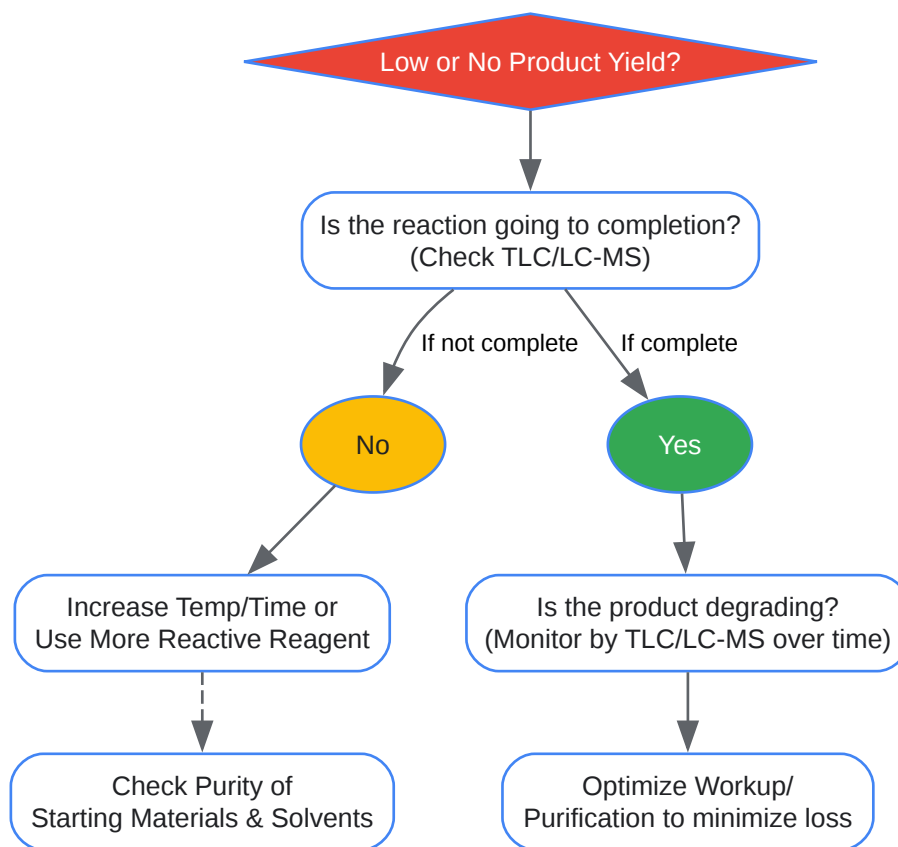 Low or No Product Yield?
Is the reaction going to completion?
(Check TLC/LC-MS)
If not complete
If complete
No
Yes
Increase Temp/Time or
Use More Reactive Reagent
Is the product degrading?
(Monitor by TLC/LC-MS over time)
Check Purity of
Starting Materials & Solvents
Optimize Workup/
Purification to minimize loss